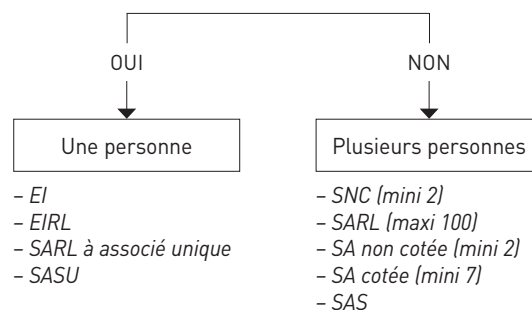 OUI
NON
Une personne
Plusieurs personnes
– EI
– EIRL
– SARL à associé unique
– SASU
– SNC (mini 2)
– SARL (maxi 100)
– SA non cotée (mini 2)
– SA cotée (mini 7)
– SAS